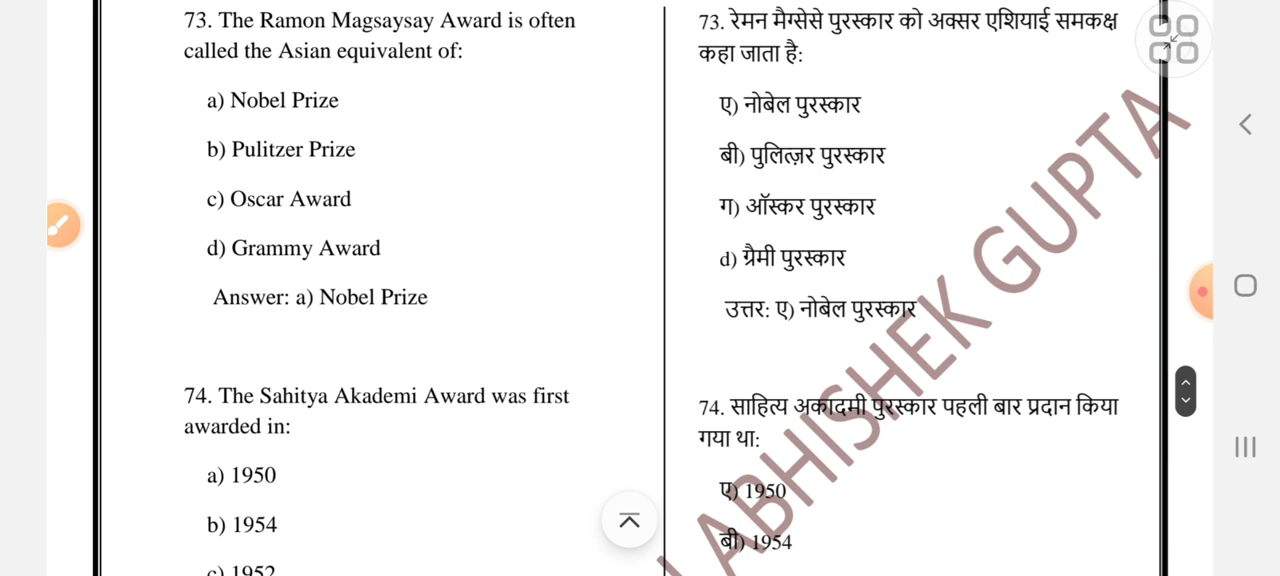 73. The Ramon Magsaysay Award is often
called the Asian equivalent of:
a) Nobel Prize
b) Pulitzer Prize
c) Oscar Award
d) Grammy Award
Answer: a) Nobel Prize
74. The Sahitya Akademi Award was first
awarded in:
a) 1950
b) 1954
c) 1952
73. रेमन मैग्सेसे पुरस्कार को अक्सर एशियाई समकक्ष
कहा जाता है:
ए) नोबेल पुरस्कार
बी) पुलित्ज़र पुरस्कार
ग) ऑस्कर पुरस्कार
d) ग्रैमी पुरस्कार
उत्तर: ए) नोबेल पुरस्कार
74. साहित्य अकादमी पुरस्कार पहली बार प्रदान किया
गया था:
ए) 1950
बी) 1954
ABHISHEK GUPTA